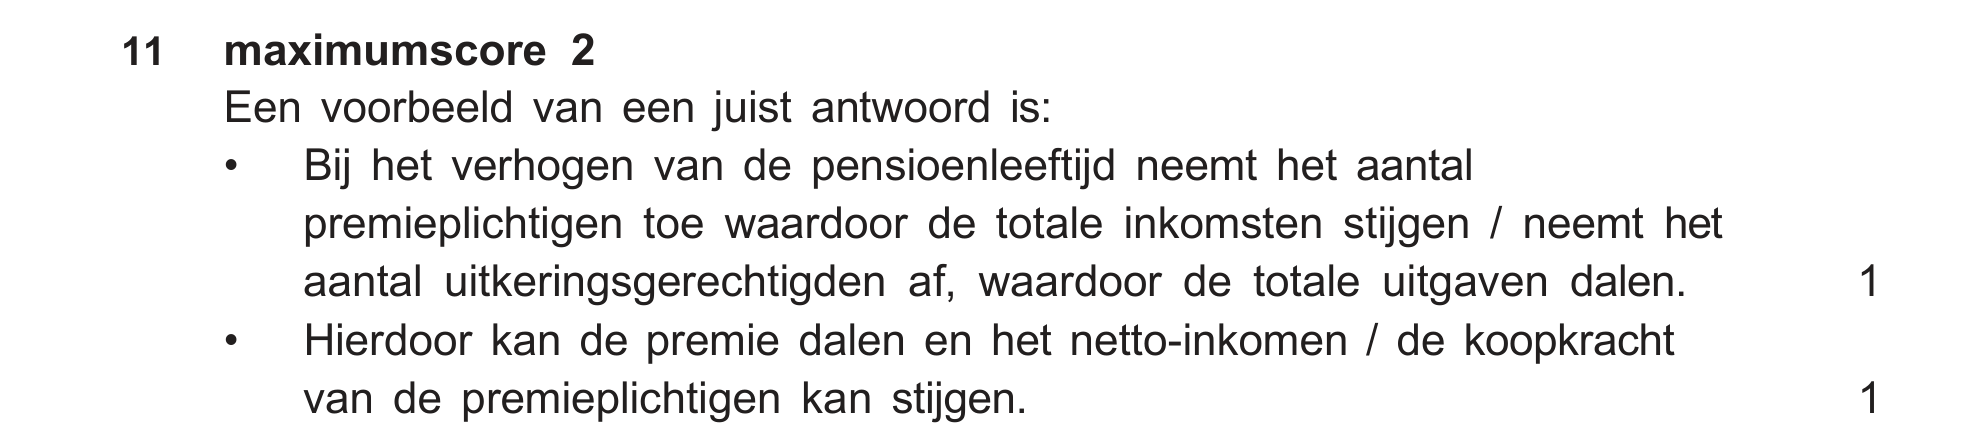 11 maximumscore 2
Een voorbeeld van een juist antwoord is:
• Bij het verhogen van de pensioenleeftijd neemt het aantal
premieplichtigen toe waardoor de totale inkomsten stijgen / neemt het
aantal uitkeringsgerechtigden af, waardoor de totale uitgaven dalen. 1
• Hierdoor kan de premie dalen en het netto-inkomen / de koopkracht
van de premieplichtigen kan stijgen. 1